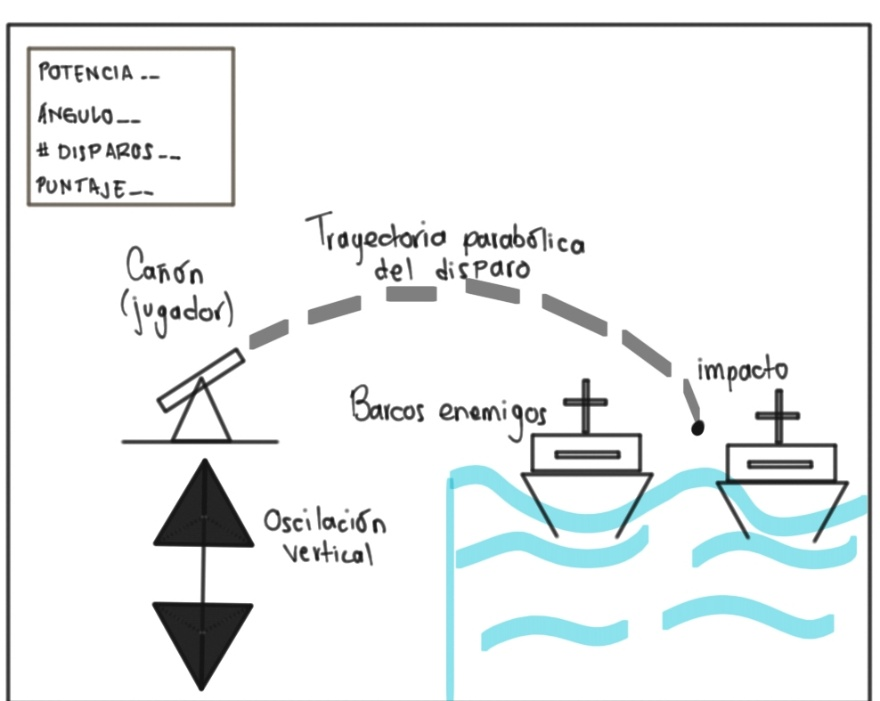 POTENCIA --
ÁNGULO--
# DISPAROS--
PUNTAJE--
Trayectoria parabólica
del disparo
Cañón
(jugador)
impacto
Barcos enemigos
Oscilación
vertical